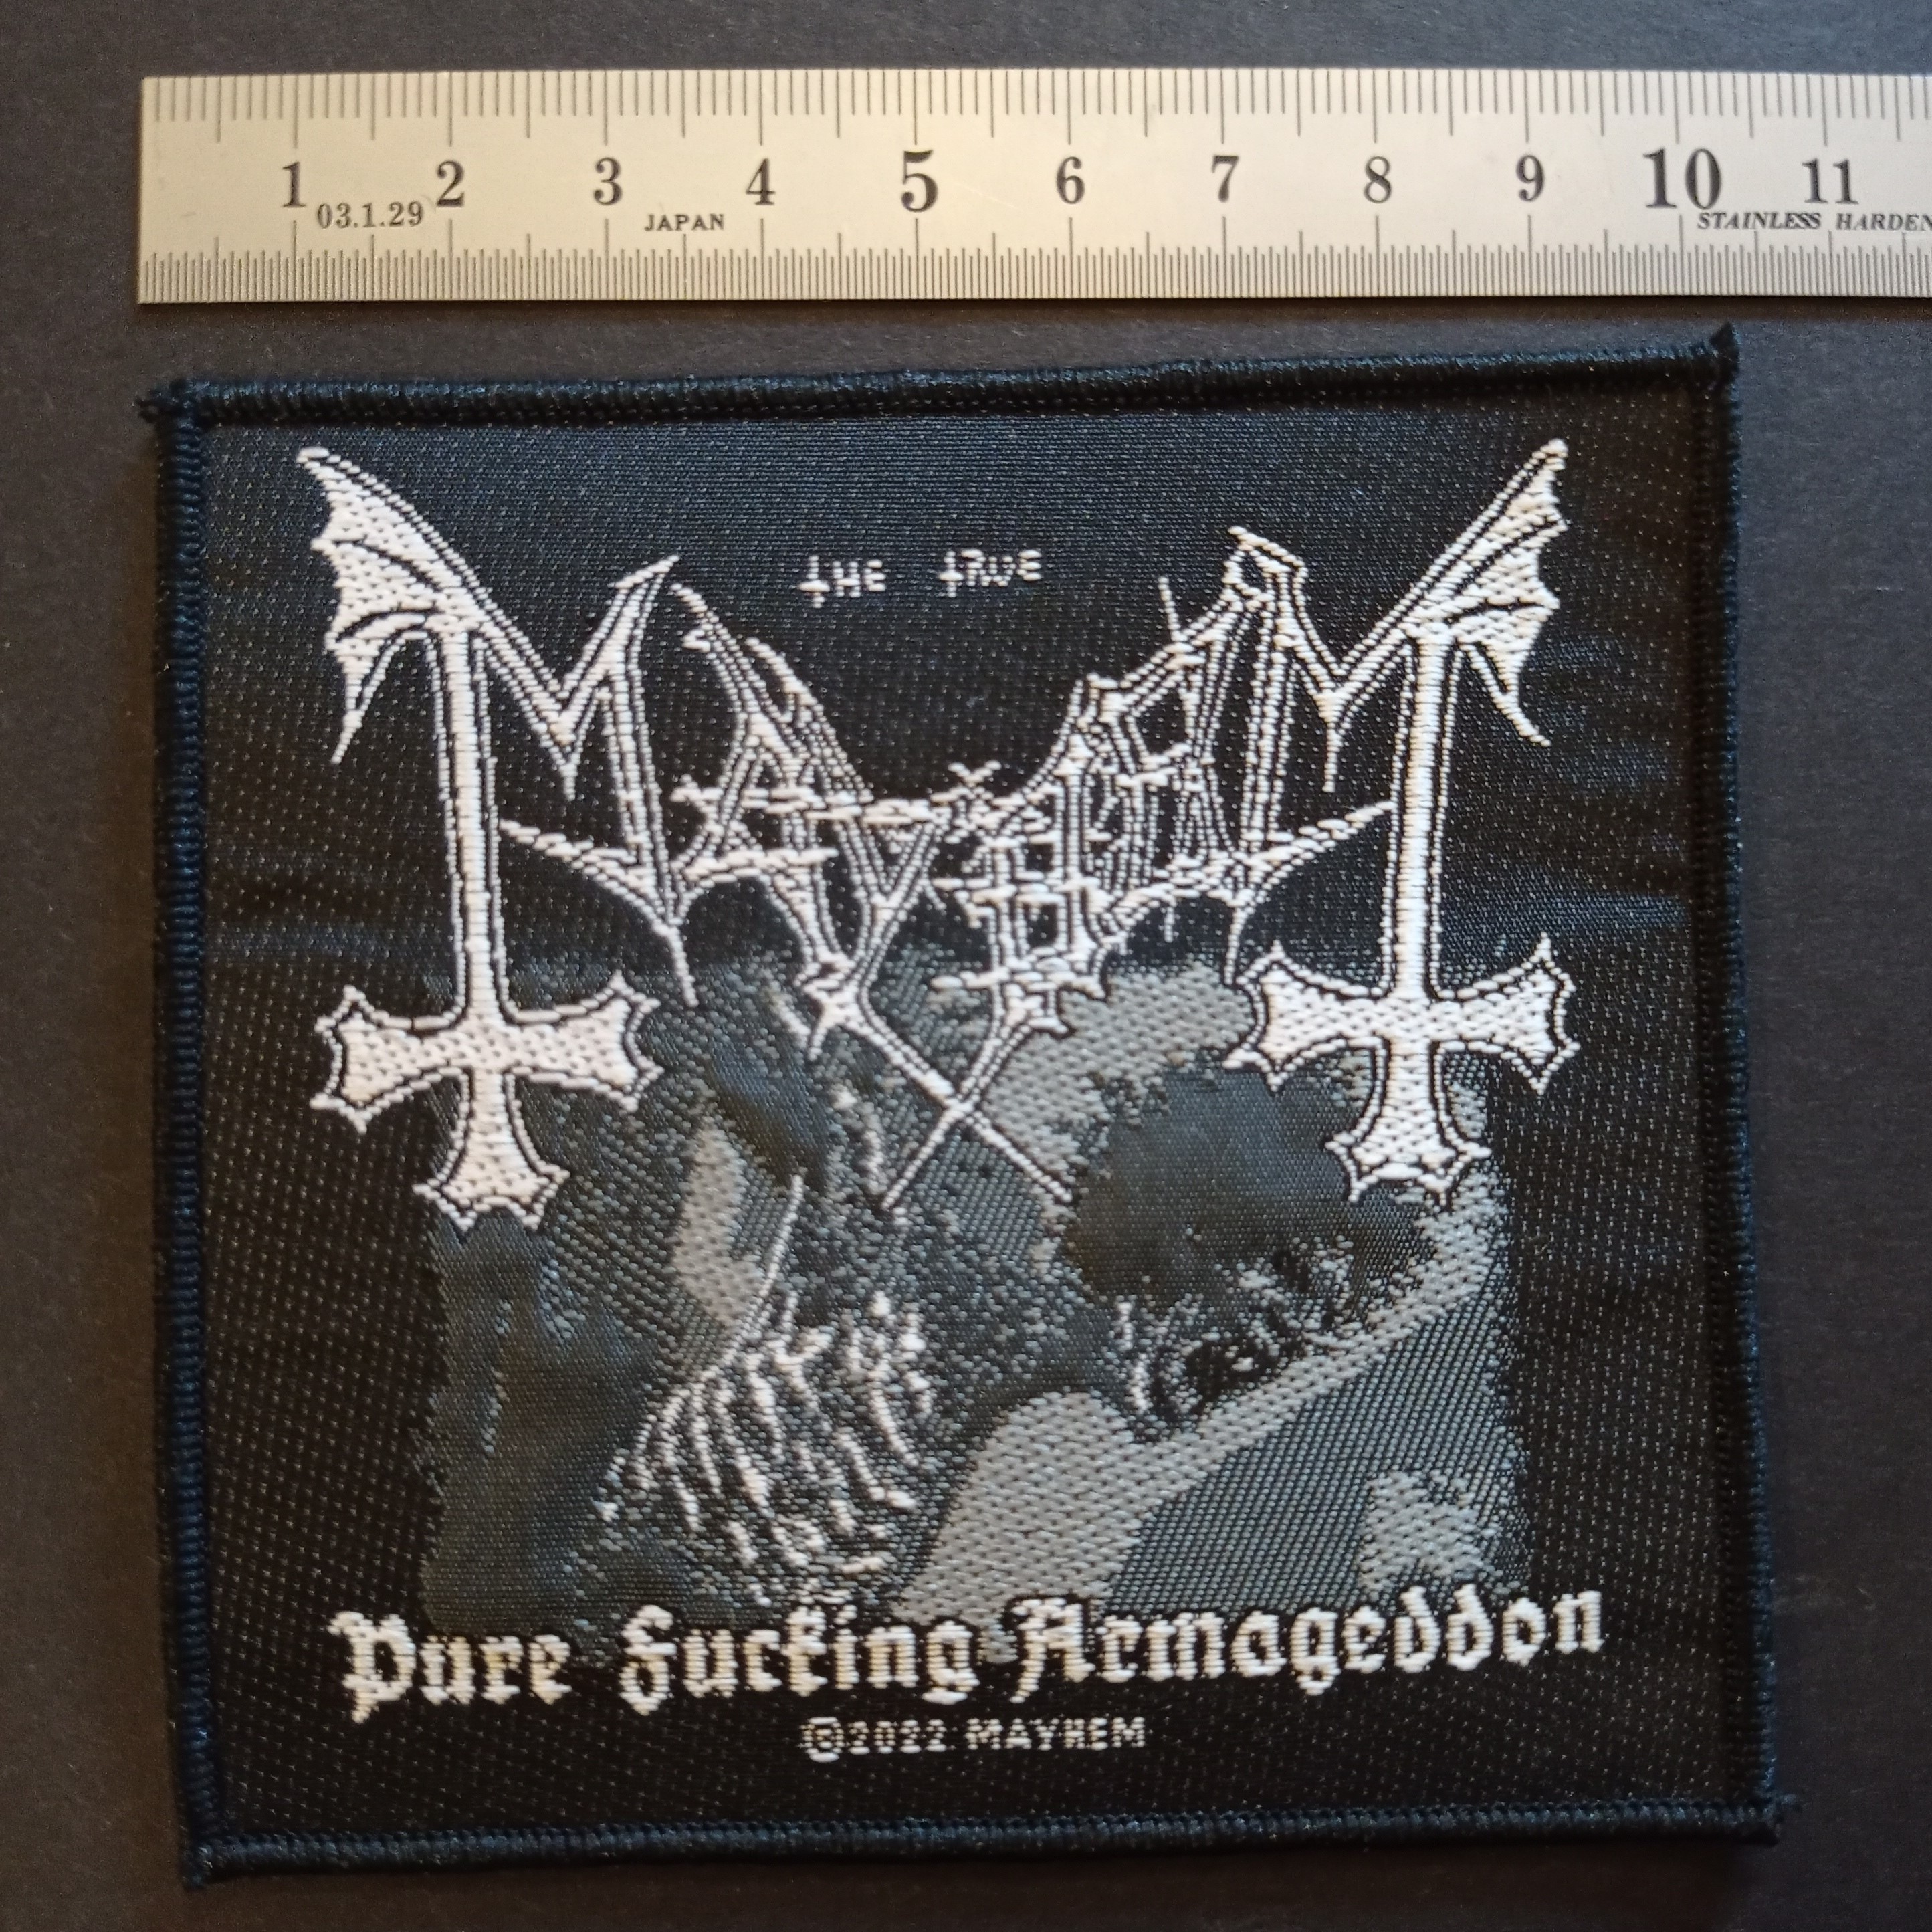 1 2 3 4 5 6 7 8 9 10 11
03.1.29 JAPAN STAINLESS HARDEN
THE TRUE
MAYHEM
Pure Fucking Armageddon
©2022 MAYHEM